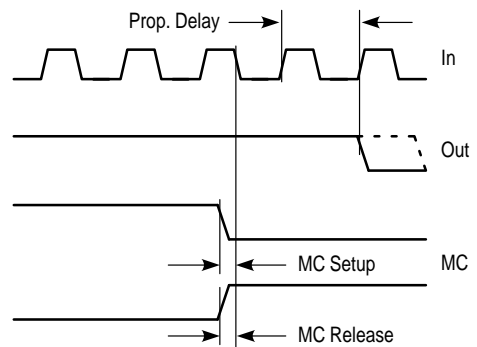 Prop. Delay
In
Out
MC Setup
MC
MC Release